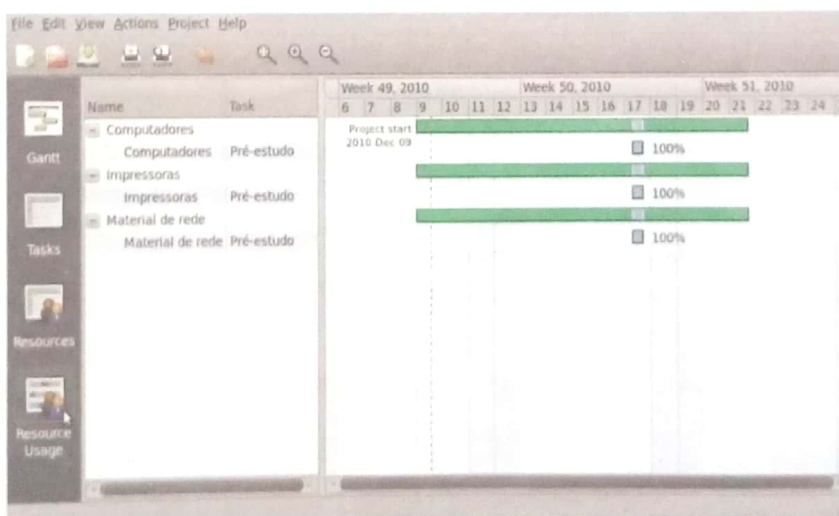 File Edit View Actions Project Help
Week 49, 2010 Week 50, 2010 Week 51, 2010
Name Task 6 7 8 9 10 11 12 13 14 15 16 17 18 19 20 21 22 23 24
Gantt
Tasks
Resources
Resource
Usage
Computadores
Computadores Pré-estudo
Impressoras
Impressoras Pré-estudo
Material de rede
Material de rede Pré-estudo
Project start
2010 Dec 09
100%
100%
100%